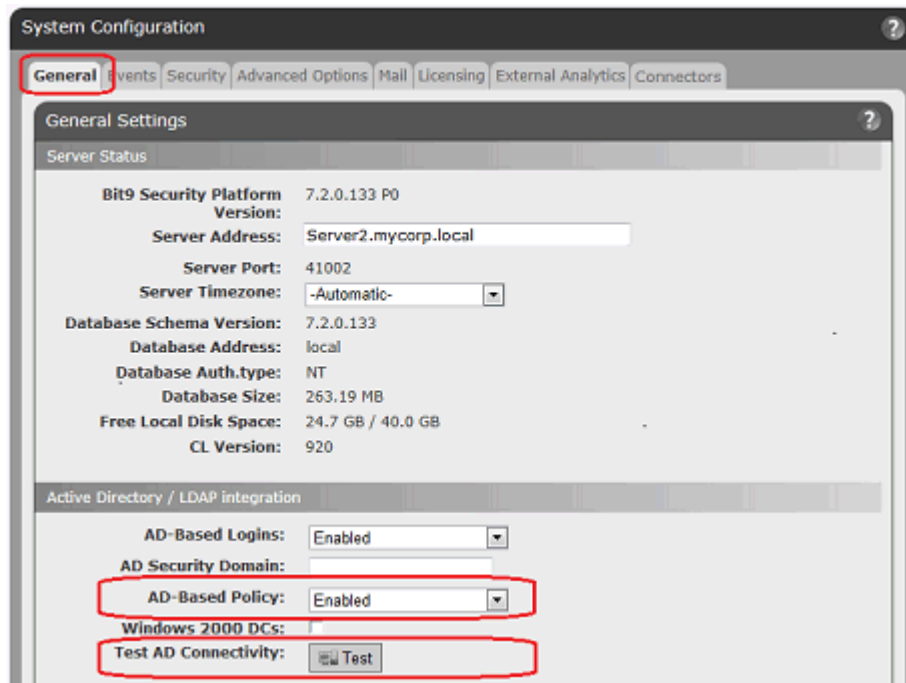 System Configuration ?
General Events Security Advanced Options Mail Licensing External Analytics Connectors
General Settings ?
Server Status
Bit9 Security Platform Version: 7.2.0.133 P0
Server Address: Server2.mycorp.local
Server Port: 41002
Server Timezone: -Automatic-
Database Schema Version: 7.2.0.133
Database Address: local
Database Auth.type: NT
Database Size: 263.19 MB
Free Local Disk Space: 24.7 GB / 40.0 GB
CL Version: 920
Active Directory / LDAP integration
AD-Based Logins: Enabled
AD Security Domain:
AD-Based Policy: Enabled
Windows 2000 DCs:
Test AD Connectivity: Test